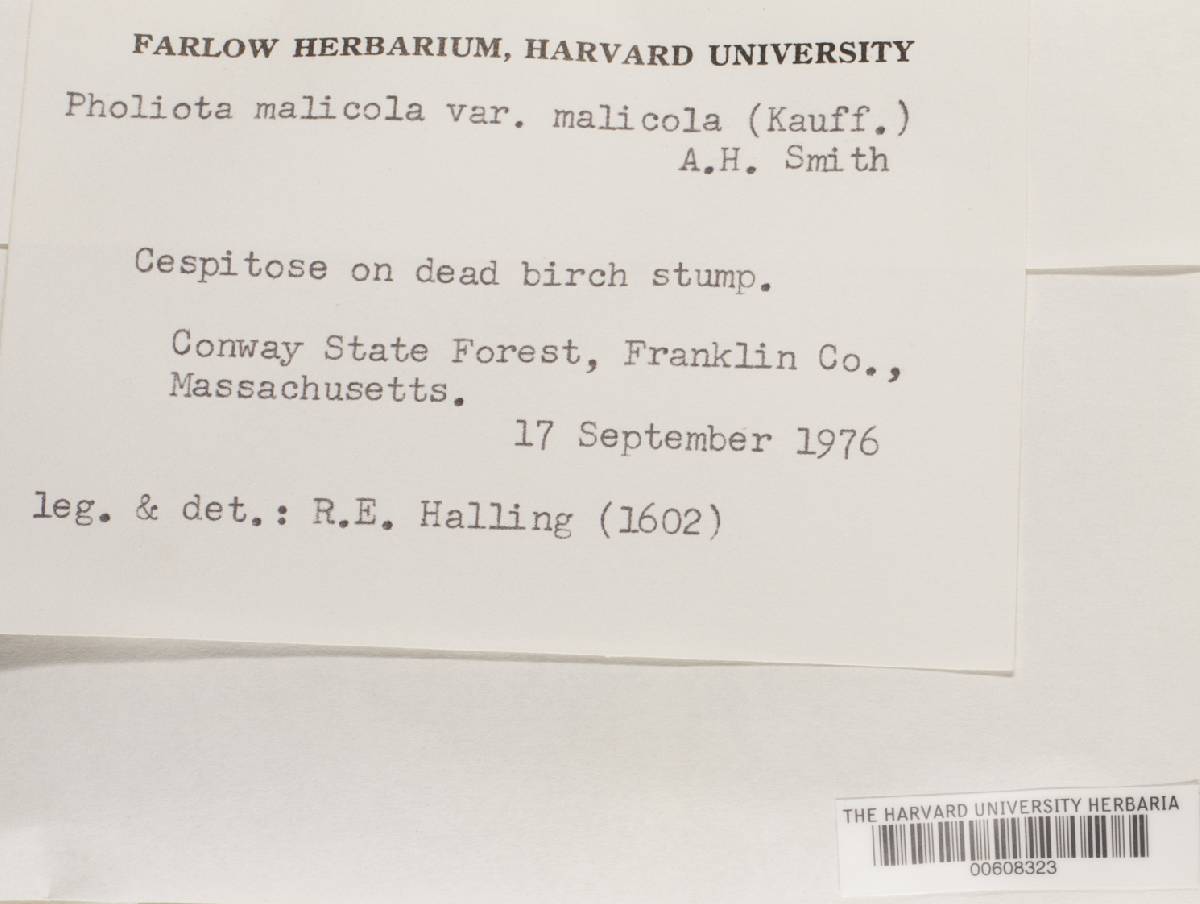 FARLOW HERBARIUM, HARVARD UNIVERSITY
Pholiota malicola var. malicola (Kauff.)
A.H. Smith
Cespitose on dead birch stump.
Conway State Forest, Franklin Co.,
Massachusetts.
17 September 1976
leg. & det.: R.E. Halling (1602)
THE HARVARD UNIVERSITY HERBARIA
00608323